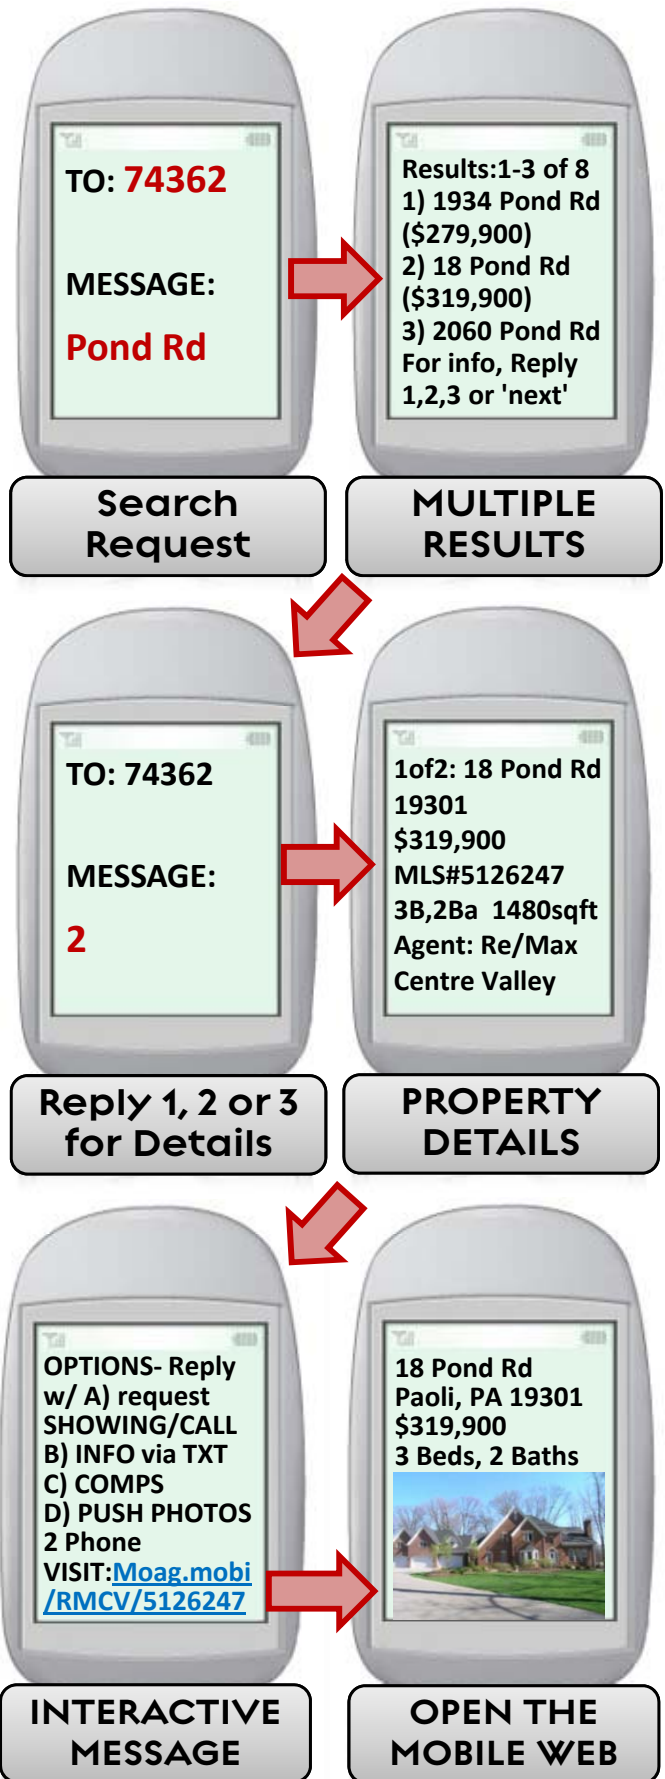 TO: 74362
MESSAGE:
Pond Rd
Search
Request
Results:1-3 of 8
1) 1934 Pond Rd
($279,900)
2) 18 Pond Rd
($319,900)
3) 2060 Pond Rd
For info, Reply
1,2,3 or 'next'
MULTIPLE
RESULTS
TO: 74362
MESSAGE:
2
Reply 1, 2 or 3
for Details
1of2: 18 Pond Rd
19301
$319,900
MLS#5126247
3B,2Ba 1480sqft
Agent: Re/Max
Centre Valley
PROPERTY
DETAILS
OPTIONS- Reply
w/ A) request
SHOWING/CALL
B) INFO via TXT
C) COMPS
D) PUSH PHOTOS
2 Phone
VISIT:Moag.mobi
/RMCV/5126247
INTERACTIVE
MESSAGE
18 Pond Rd
Paoli, PA 19301
$319,900
3 Beds, 2 Baths
OPEN THE
MOBILE WEB